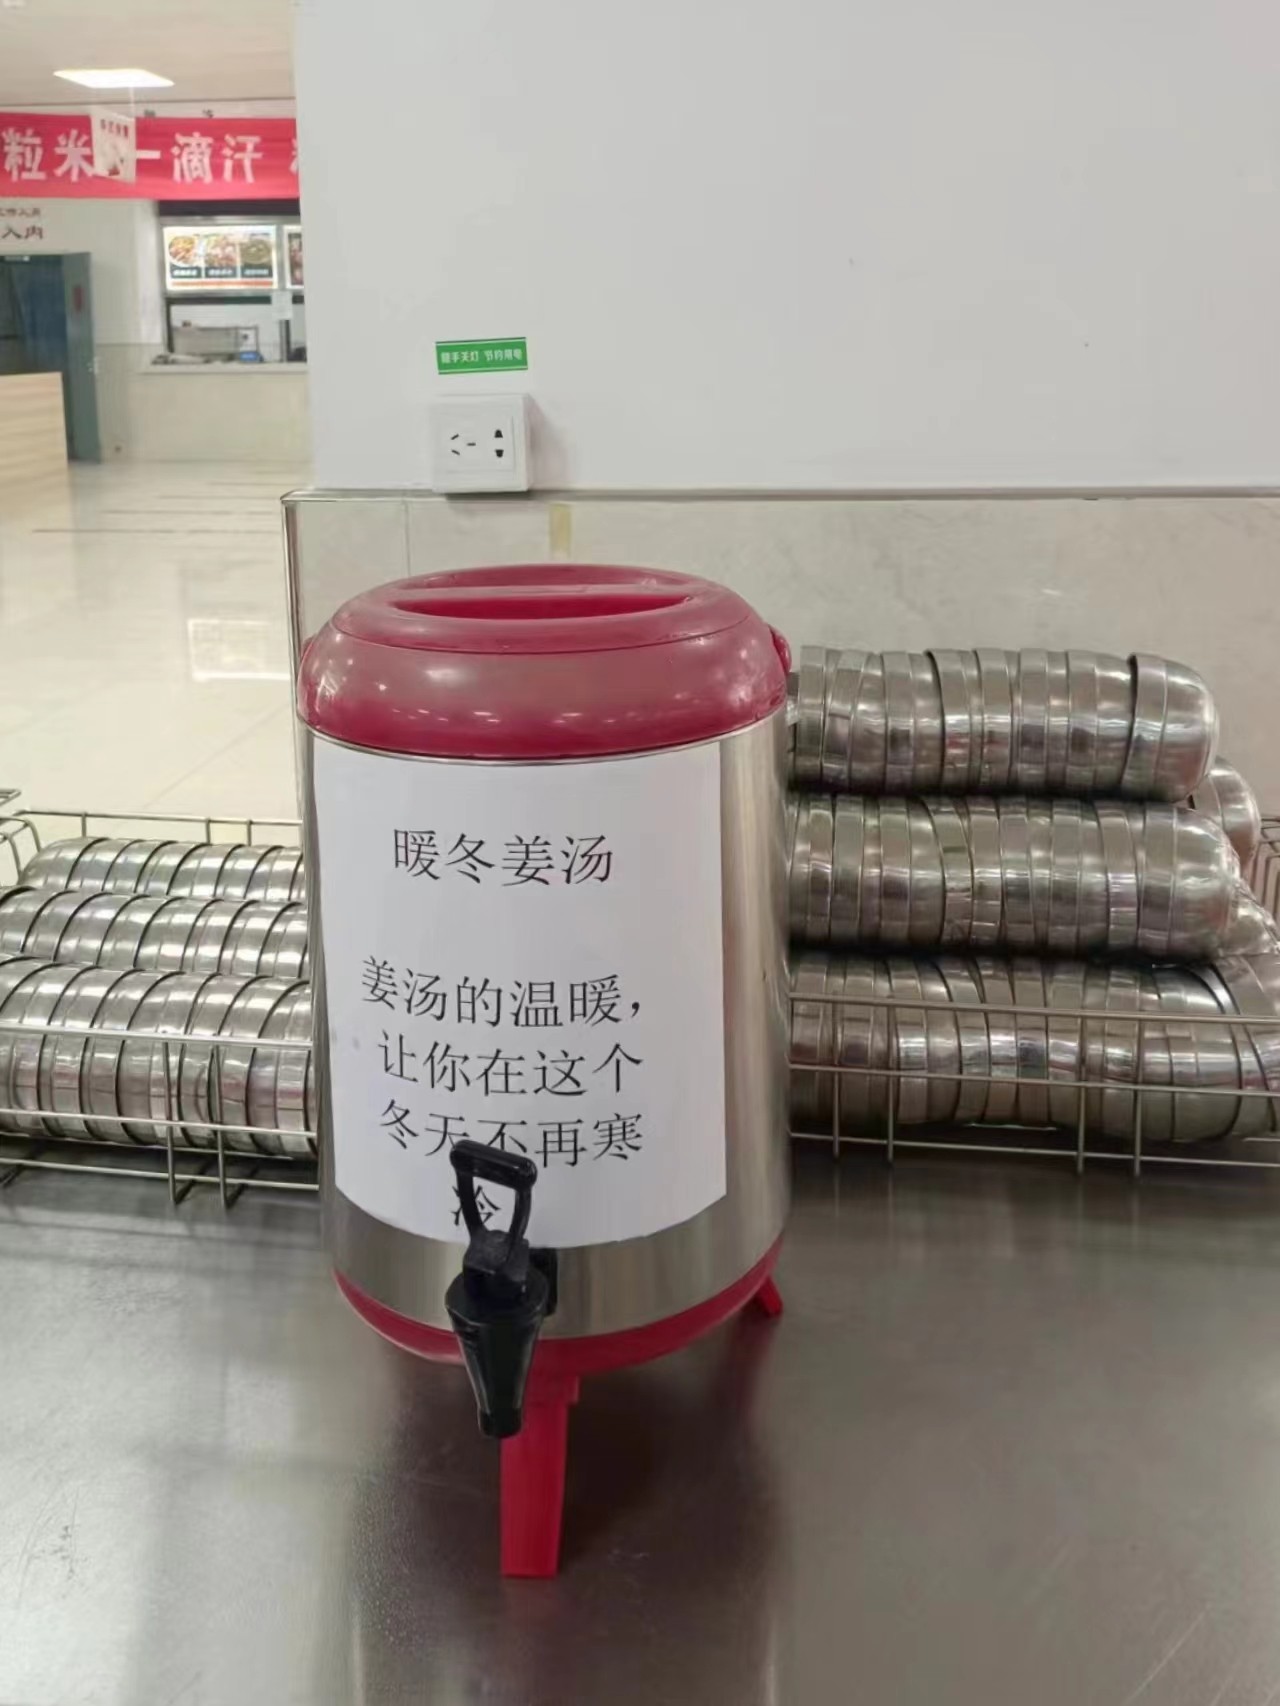 粒米 一滴汗
入内
随手关灯 节约用电
暖冬姜汤
姜汤的温暖，
让你在这个
冬天不再寒
冷